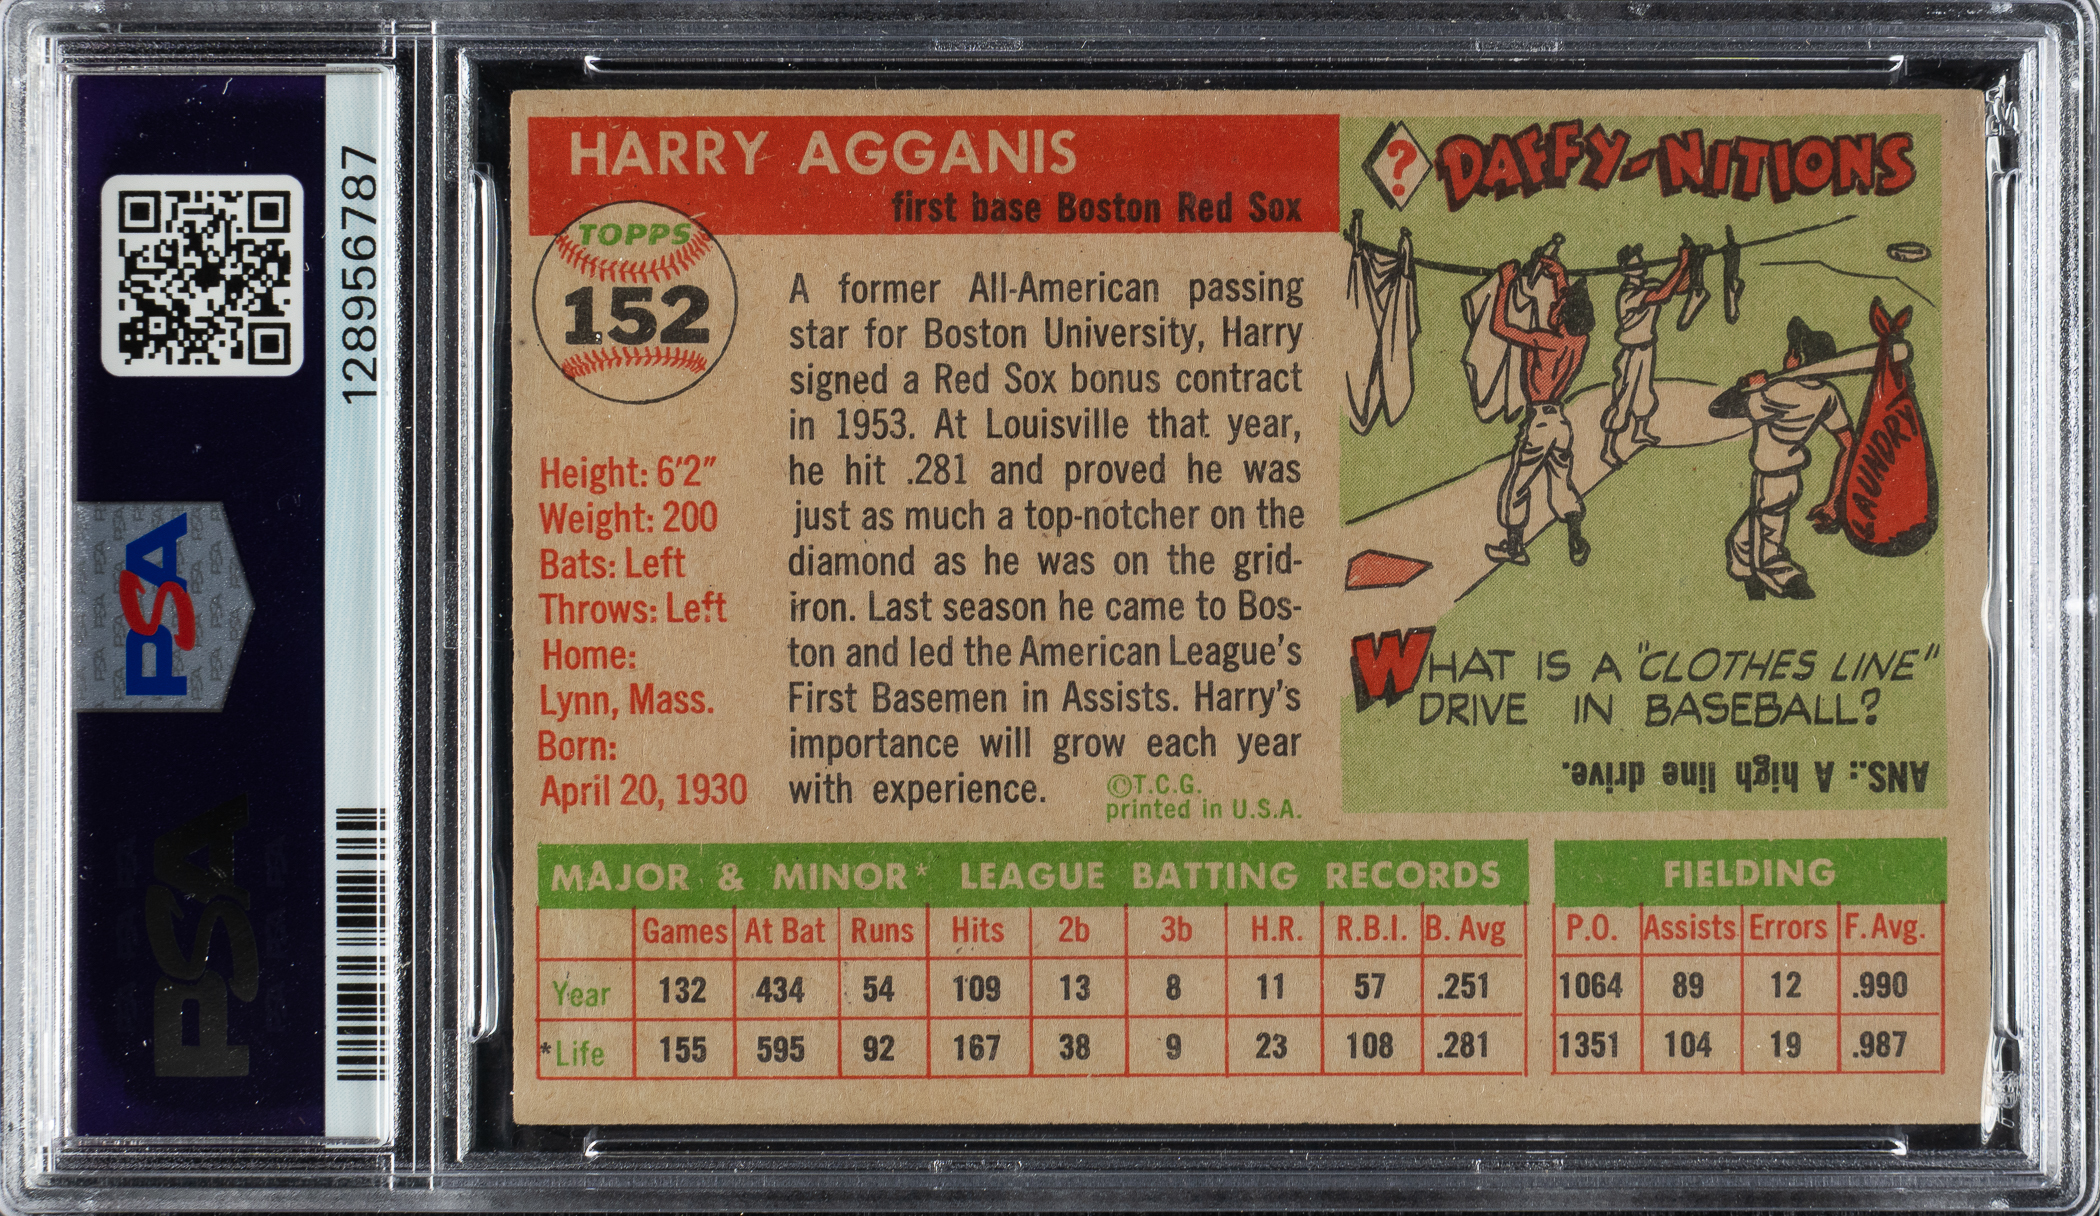 128956787
PSA
PSA
HARRY AGGANIS
first base Boston Red Sox
TOPPS
152
Height: 6'2"
Weight: 200
Bats: Left
Throws: Left
Home:
Lynn, Mass.
Born:
April 20, 1930
A former All-American passing
star for Boston University, Harry
signed a Red Sox bonus contract
in 1953. At Louisville that year,
he hit .281 and proved he was
just as much a top-notcher on the
diamond as he was on the grid-
iron. Last season he came to Bos-
ton and led the American League's
First Basemen in Assists. Harry's
importance will grow each year
with experience.
©T.C.G.
printed in U.S.A.
? DAFFY-NITIONS
LAUNDRY
WHAT IS A "CLOTHES LINE"
DRIVE IN BASEBALL?
ANS.: A high line drive.
MAJOR & MINOR* LEAGUE BATTING RECORDS
Games At Bat Runs Hits 2b 3b H.R. R.B.I. B. Avg
Year 132 434 54 109 13 8 11 57 .251
*Life 155 595 92 167 38 9 23 108 .281
FIELDING
P.O. Assists Errors F. Avg.
1064 89 12 .990
1351 104 19 .987